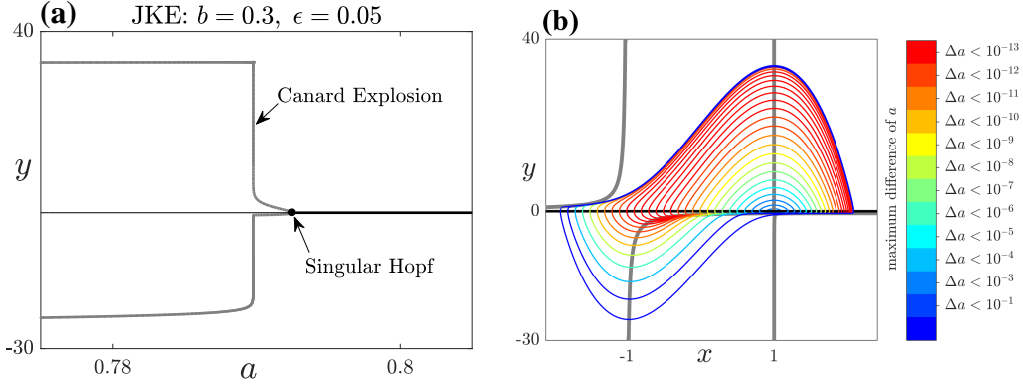 (a)
JKE: b = 0.3, ϵ = 0.05
40
Canard Explosion
y
Singular Hopf
-30
0.78
a
0.8
(b)
40
y
0
-30
-1
x
1
maximum difference of a
Δa < 10⁻¹³
Δa < 10⁻¹²
Δa < 10⁻¹¹
Δa < 10⁻¹⁰
Δa < 10⁻⁹
Δa < 10⁻⁸
Δa < 10⁻⁷
Δa < 10⁻⁶
Δa < 10⁻⁵
Δa < 10⁻⁴
Δa < 10⁻³
Δa < 10⁻¹